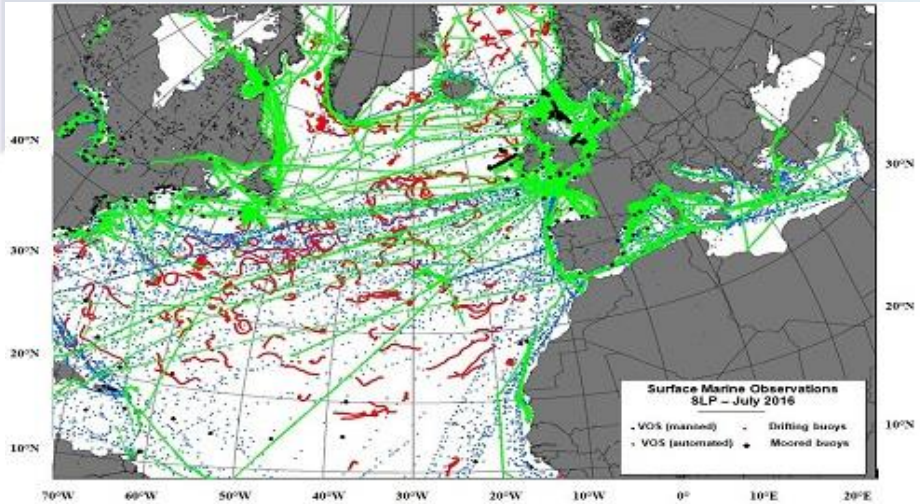 40°N
30°N
20°N
10°N
30°N
20°N
10°N
Surface Marine Observations
SLP – July 2016
VOS (manned)
Drifting buoys
VOS (automated)
Moored buoys
70°W
60°W
50°W
40°W
30°W
20°W
10°W
0°
10°E
20°E